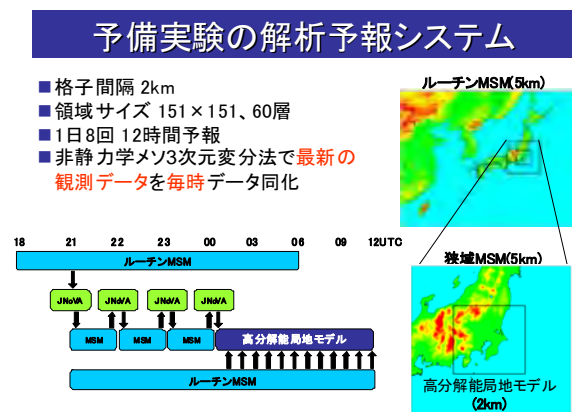 予備実験の解析予報システム
■格子間隔 2km
■領域サイズ 151×151、60層
■1日8回 12時間予報
■非静力学メソ3次元変分法で最新の
観測データを毎時データ同化
ルーチンMSM(5km)
18 21 22 23 00 03 06 09 12UTC
ルーチンMSM
JNoVA JNoVA JNoVA JNoVA
MSM MSM MSM 高分解能局地モデル
ルーチンMSM
狭域MSM(5km)
高分解能局地モデル
(2km)